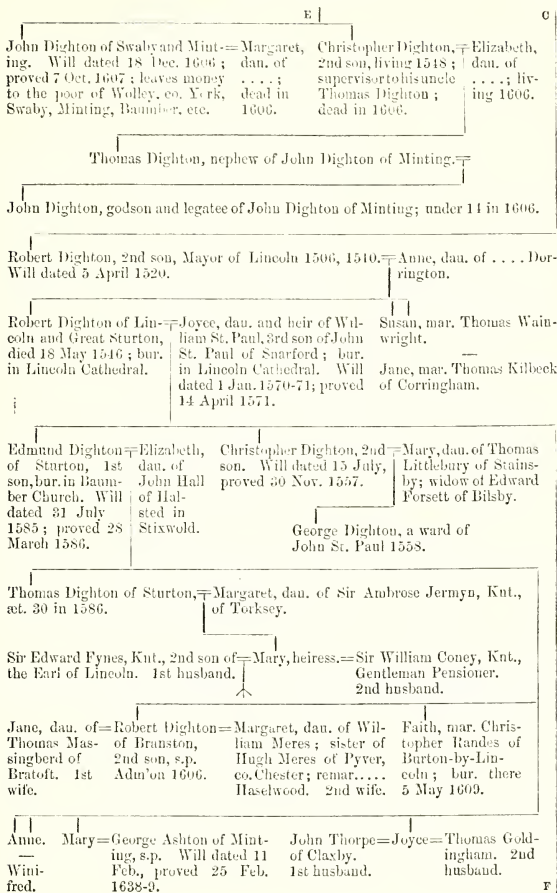 E C
John Dighton of Swaby and Mint-=Margaret,
ing. Will dated 18 Dec. 1606; dau. of
proved 7 Oct. 1607; leaves money ....;
to the poor of Wolley, co. York, dead in
Swaby, Minting, Baumber, etc. 1606.
Christopher Dighton,=Elizabeth,
2nd son, living 1548; dau. of
supervisor to his uncle ....; liv-
Thomas Dighton; ing 1606.
dead in 1606.
Thomas Dighton, nephew of John Dighton of Minting.=
John Dighton, godson and legatee of John Dighton of Minting; under 14 in 1606.
Robert Dighton, 2nd son, Mayor of Lincoln 1506, 1540.=Anne, dau. of .... Dor-
Will dated 5 April 1520. rington.
Robert Dighton of Lin-=Joyce, dau. and heir of Wil-
coln and Great Sturton, liam St. Paul, 3rd son of John
died 18 May 1546; bur. St. Paul of Snarford; bur.
in Lincoln Cathedral. in Lincoln Cathedral. Will
dated 1 Jan. 1570-71; proved
14 April 1571.
Susan, mar. Thomas Wain-
wright.
—
Jane, mar. Thomas Kilbeck
of Corringham.
Edmund Dighton=Elizabeth,
of Sturton, 1st dau. of
son, bur. in Baum- John Hall
ber Church. Will of Hal-
dated 31 July sted in
1585; proved 28 Stixwold.
March 1586.
Christopher Dighton, 2nd=Mary, dau. of Thomas
son. Will dated 15 July, Littlebury of Stains-
proved 30 Nov. 1557. by; widow of Edward
Forsett of Bilsby.
George Dighton, a ward of
John St. Paul 1558.
Thomas Dighton of Sturton,=Margaret, dau. of Sir Ambrose Jermyn, Knt.,
æt. 30 in 1586. of Torksey.
Sir Edward Fynes, Knt., 2nd son of=Mary, heiress.=Sir William Coney, Knt.,
the Earl of Lincoln. 1st husband. Gentleman Pensioner.
2nd husband.
Jane, dau. of=Robert Dighton=Margaret, dau. of Wil-
Thomas Mas- of Branston, liam Meres; sister of
singberd of 2nd son, s.p. Hugh Meres of Pyver,
Bratoft. 1st Adm'on 1606. co. Chester; remar.....
wife. Haselwood. 2nd wife.
Faith, mar. Chris-
topher Randes of
Burton-by-Lin-
coln; bur. there
5 May 1609.
Anne.
—
Wini-
fred.
Mary=George Ashton of Mint-
ing, s.p. Will dated 11
Feb., proved 25 Feb.
1638-9.
John Thorpe=Joyce=Thomas Gold-
of Claxby. ingham. 2nd
1st husband. husband.
F